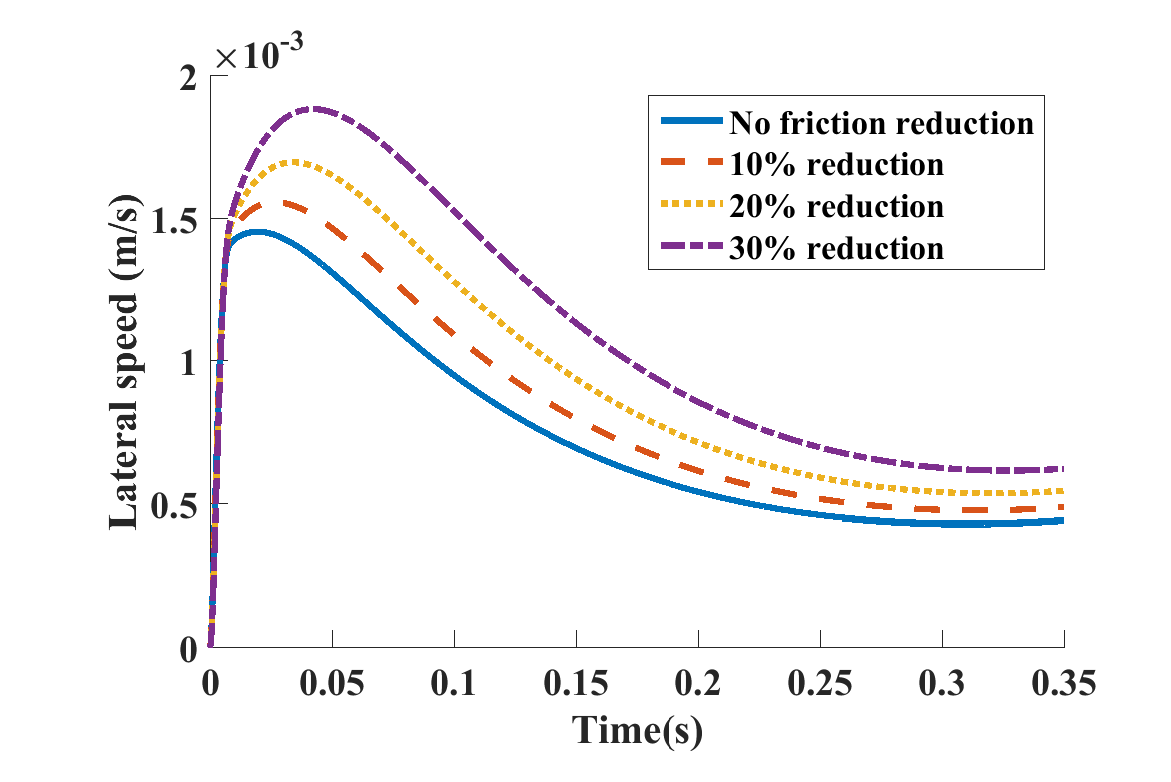 ×10-3
2
1.5
1
0.5
0
Lateral speed (m/s)
No friction reduction
10% reduction
20% reduction
30% reduction
0 0.05 0.1 0.15 0.2 0.25 0.3 0.35
Time(s)